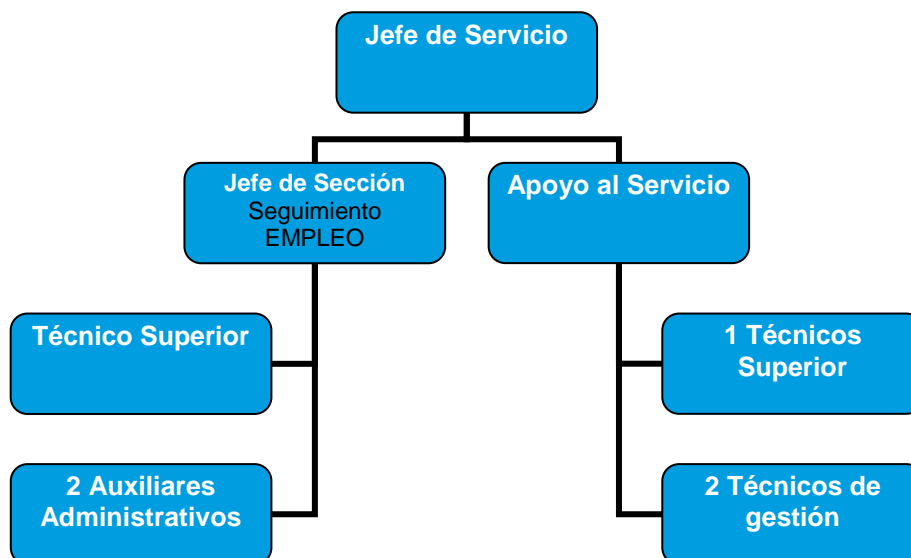 Jefe de Servicio
Jefe de Sección
Seguimiento
EMPLEO
Apoyo al Servicio
Técnico Superior
1 Técnicos
Superior
2 Auxiliares
Administrativos
2 Técnicos de
gestión